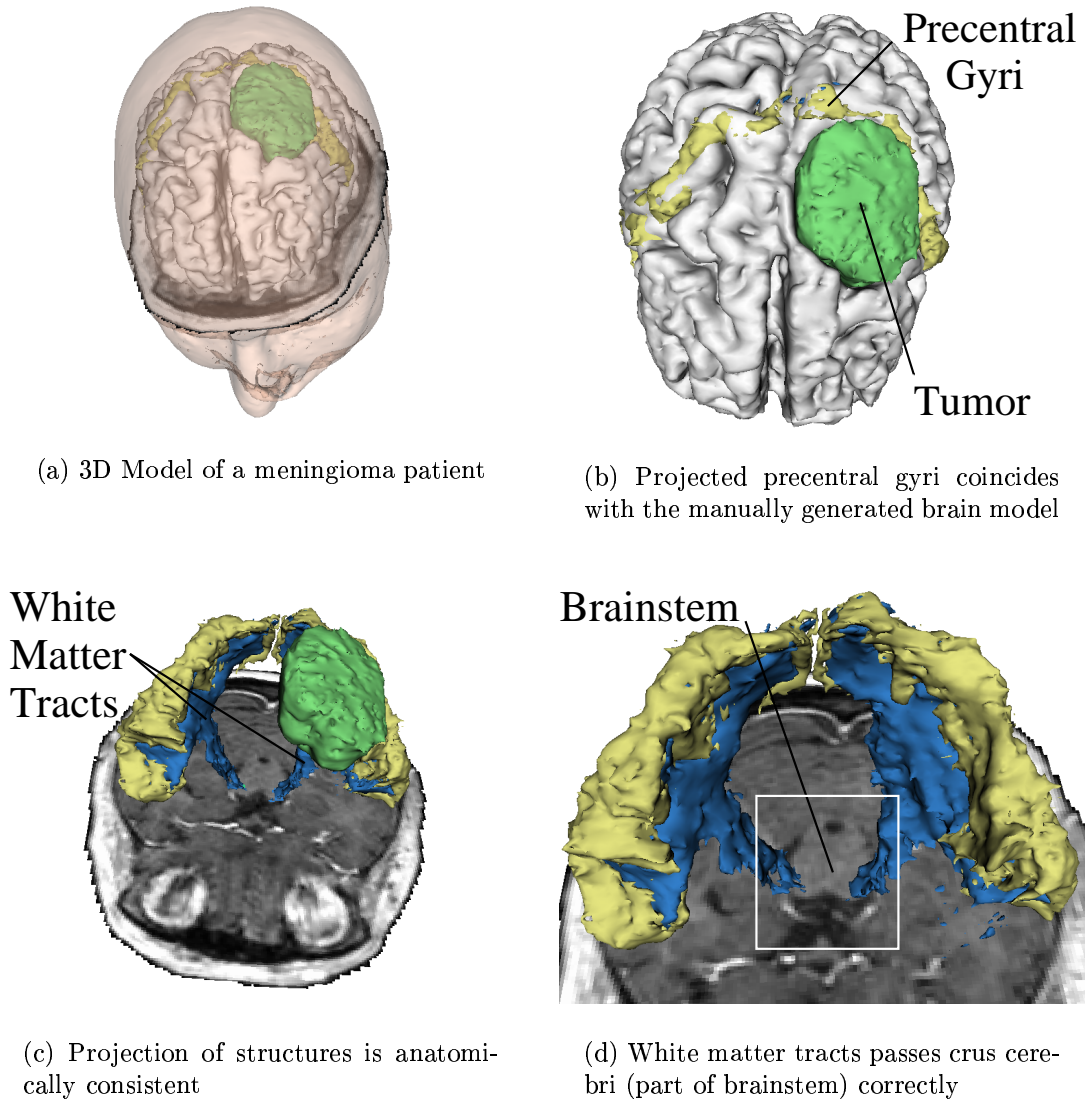 Precentral
Gyri
Tumor
(a) 3D Model of a meningioma patient
(b) Projected precentral gyri coincides
with the manually generated brain model
White
Matter
Tracts
Brainstem
(c) Projection of structures is anatomi-
cally consistent
(d) White matter tracts passes crus cere-
bri (part of brainstem) correctly